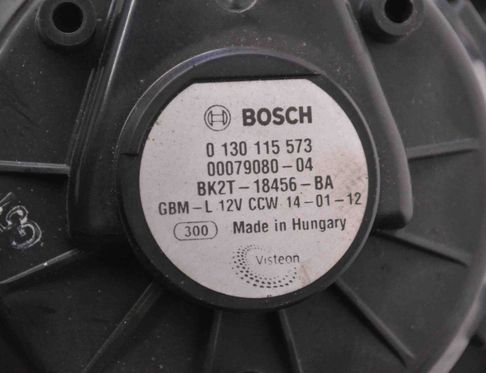 BOSCH
0 130 115 573
00079080-04
BK2T-18456-BA
GBM-L 12V CCW 14-01-12
300 Made in Hungary
Visteon